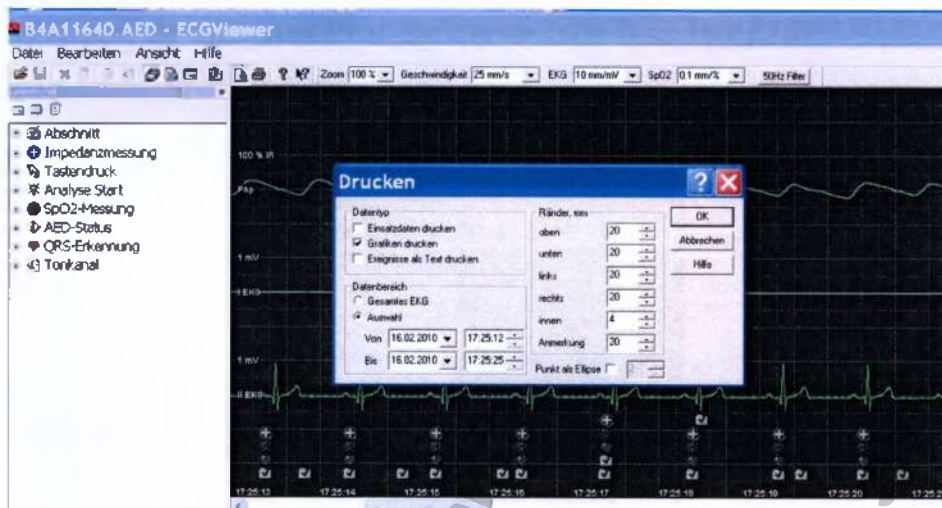 B4A11640.AED - ECGViewer
Datei Bearbeiten Ansicht Hilfe
Zoom 100 % Geschwindigkeit 25 mm/s EKG 10 mm/mV SpO2 0.1 mm/% 50Hz Filter
Abschnitt
Impedanzmessung
Tastendruck
Analyse Start
SpO2-Messung
AED-Status
QRS-Erkennung
Tonkanal
100 % IR
Plep
1 mV
I EKG
1 mV
II EKG
Drucken
Datentyp
Einsatzdaten drucken
Grafiken drucken
Ereignisse als Text drucken
Datenbereich
Gesamtes EKG
Auswahl
Von 16.02.2010 17:25:12
Bis 16.02.2010 17:25:25
Ränder, mm
oben 20
unten 20
links 20
rechts 20
innen 4
Anmerkung 20
Punkt als Ellipse 2
OK
Abbrechen
Hilfe
17:25:13 17:25:14 17:25:15 17:25:16 17:25:17 17:25:18 17:25:19 17:25:20 17:25:2